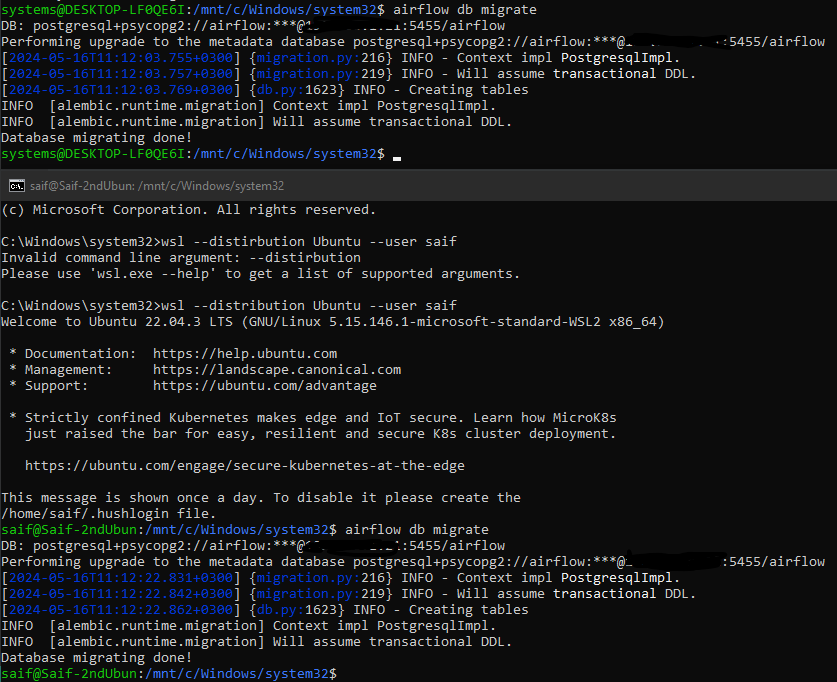 systems@DESKTOP-LF0QE6I:/mnt/c/Windows/system32$ airflow db migrate
DB: postgresql+psycopg2://airflow:***@:5455/airflow
Performing upgrade to the metadata database postgresql+psycopg2://airflow:***@:5455/airflow
[2024-05-16T11:12:03.755+0300] {migration.py:216} INFO - Context impl PostgresqlImpl.
[2024-05-16T11:12:03.757+0300] {migration.py:219} INFO - Will assume transactional DDL.
[2024-05-16T11:12:03.769+0300] {db.py:1623} INFO - Creating tables
INFO  [alembic.runtime.migration] Context impl PostgresqlImpl.
INFO  [alembic.runtime.migration] Will assume transactional DDL.
Database migrating done!
systems@DESKTOP-LF0QE6I:/mnt/c/Windows/system32$
saif@Saif-2ndUbun: /mnt/c/Windows/system32
(c) Microsoft Corporation. All rights reserved.
C:\Windows\system32>wsl --distirbution Ubuntu --user saif
Invalid command line argument: --distirbution
Please use 'wsl.exe --help' to get a list of supported arguments.
C:\Windows\system32>wsl --distribution Ubuntu --user saif
Welcome to Ubuntu 22.04.3 LTS (GNU/Linux 5.15.146.1-microsoft-standard-WSL2 x86_64)
* Documentation:  https://help.ubuntu.com
* Management:     https://landscape.canonical.com
* Support:        https://ubuntu.com/advantage
* Strictly confined Kubernetes makes edge and IoT secure. Learn how MicroK8s
just raised the bar for easy, resilient and secure K8s cluster deployment.
https://ubuntu.com/engage/secure-kubernetes-at-the-edge
This message is shown once a day. To disable it please create the
/home/saif/.hushlogin file.
saif@Saif-2ndUbun:/mnt/c/Windows/system32$ airflow db migrate
DB: postgresql+psycopg2://airflow:***@:5455/airflow
Performing upgrade to the metadata database postgresql+psycopg2://airflow:***@:5455/airflow
[2024-05-16T11:12:22.831+0300] {migration.py:216} INFO - Context impl PostgresqlImpl.
[2024-05-16T11:12:22.842+0300] {migration.py:219} INFO - Will assume transactional DDL.
[2024-05-16T11:12:22.862+0300] {db.py:1623} INFO - Creating tables
INFO  [alembic.runtime.migration] Context impl PostgresqlImpl.
INFO  [alembic.runtime.migration] Will assume transactional DDL.
Database migrating done!
saif@Saif-2ndUbun:/mnt/c/Windows/system32$